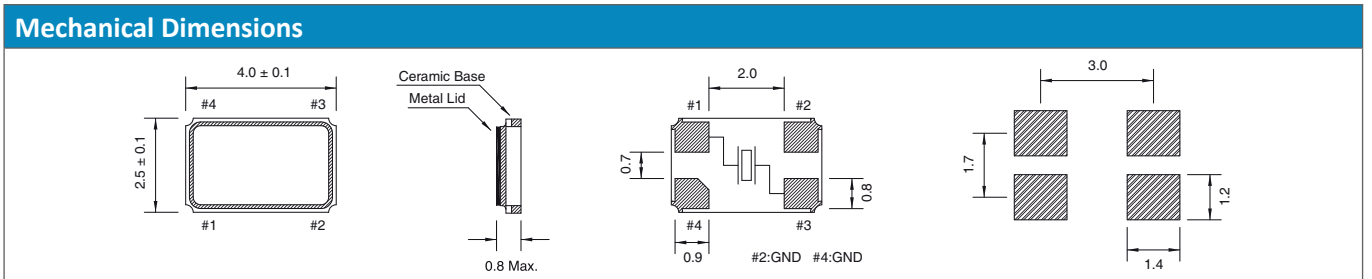 Mechanical Dimensions
4.0 ± 0.1
#4 #3
2.5 ± 0.1
#1 #2
Ceramic Base
Metal Lid
0.8 Max.
2.0
#1 #2
0.7
0.8
#4 #3
0.9
#2:GND #4:GND
3.0
1.7
1.2
1.4